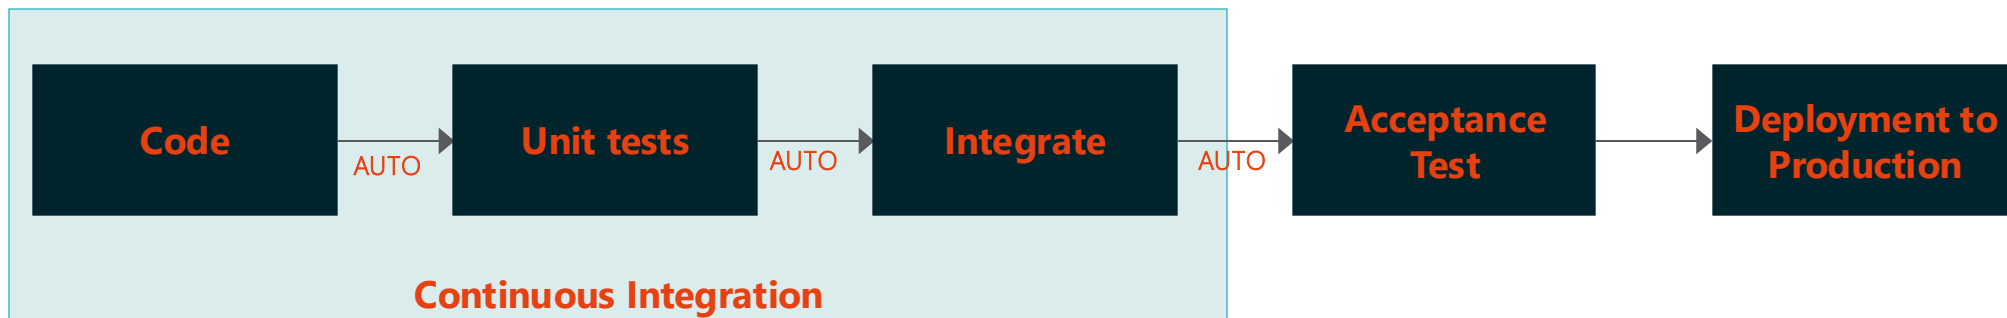 Code
AUTO
Unit tests
AUTO
Integrate
AUTO
Acceptance
Test
Deployment to
Production
Continuous Integration